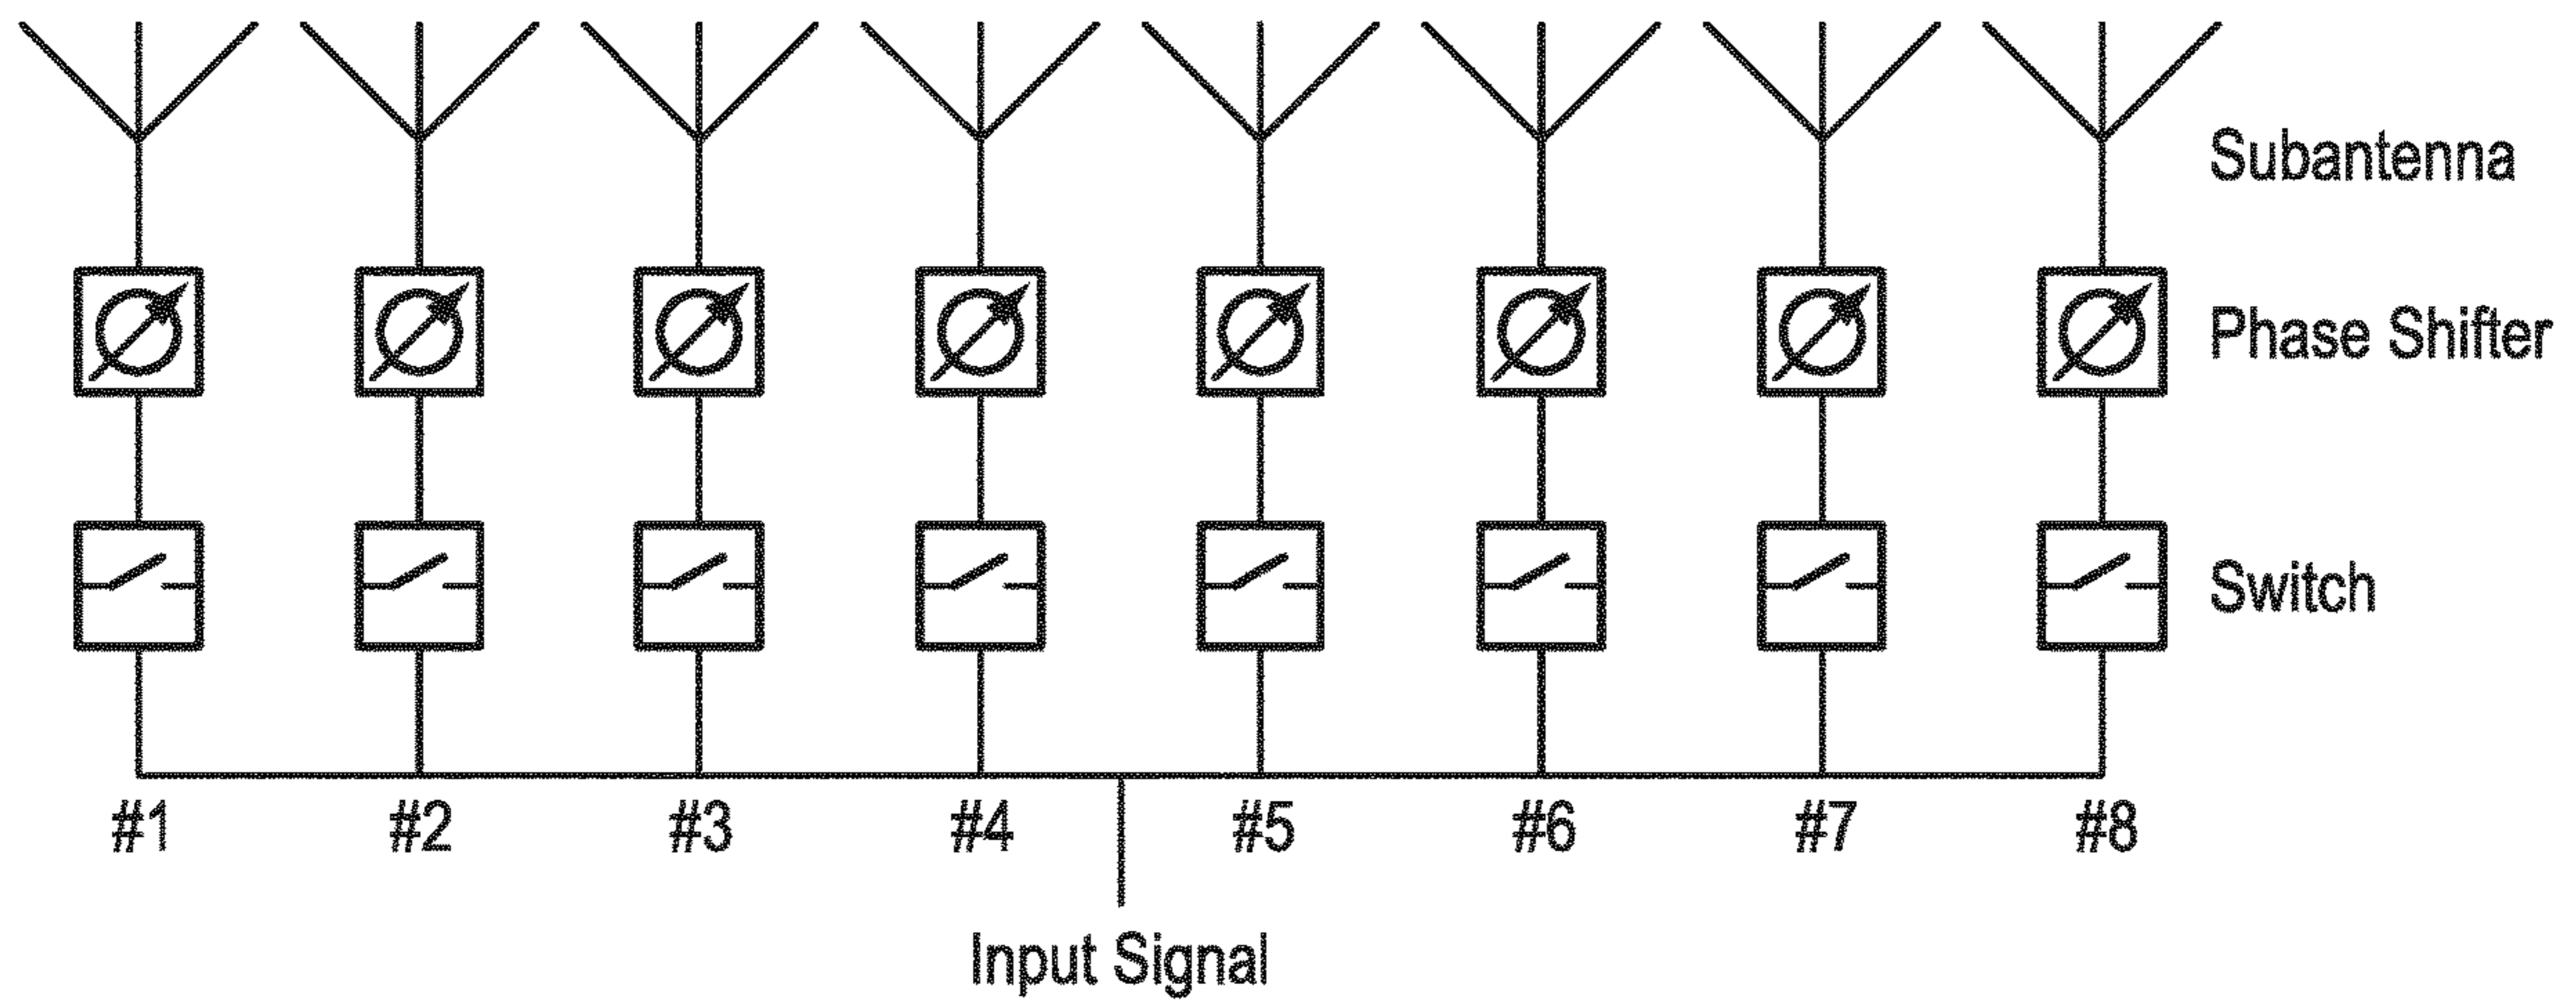 Subantenna
Phase Shifter
Switch
#1 #2 #3 #4 #5 #6 #7 #8
Input Signal